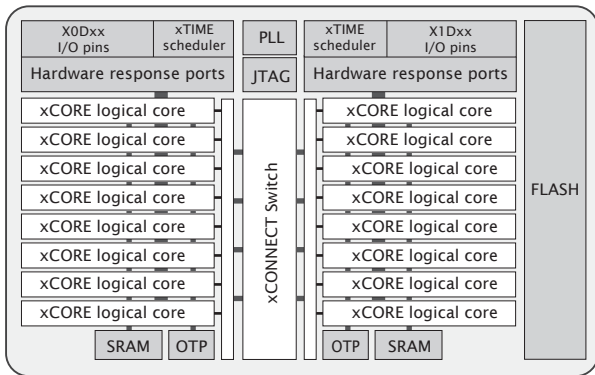 X0Dxx
I/O pins
xTIME
scheduler
PLL
xTIME
scheduler
X1Dxx
I/O pins
Hardware response ports
JTAG
Hardware response ports
xCORE logical core
xCORE logical core
xCORE logical core
xCORE logical core
xCORE logical core
xCORE logical core
xCORE logical core
xCORE logical core
xCONNECT Switch
xCORE logical core
xCORE logical core
xCORE logical core
xCORE logical core
xCORE logical core
xCORE logical core
xCORE logical core
xCORE logical core
FLASH
SRAM
OTP
OTP
SRAM